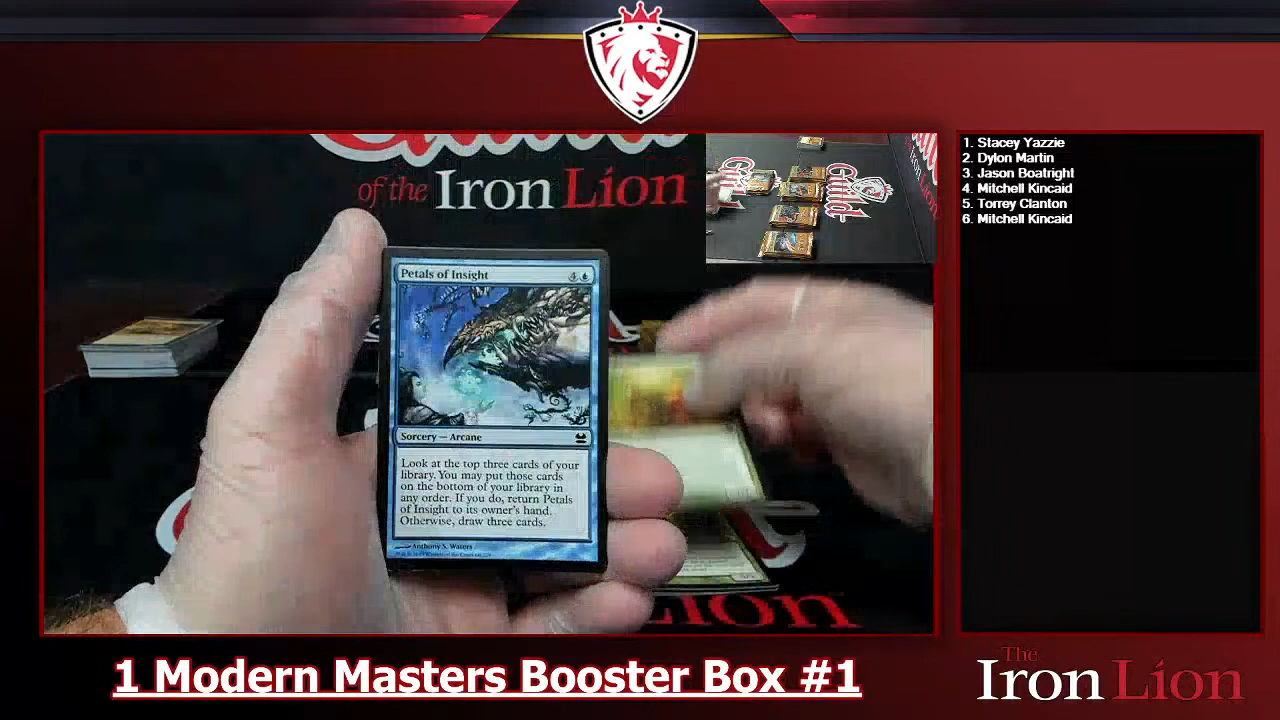 of the Iron Lion
Guild
1. Stacey Yazzie
2. Dylon Martin
3. Jason Boatright
4. Mitchell Kincaid
5. Torrey Clanton
6. Mitchell Kincaid
Petals of Insight
4
Sorcery — Arcane
Look at the top three cards of your
library. You may put those cards
on the bottom of your library in
any order. If you do, return Petals
of Insight to its owner's hand.
Otherwise, draw three cards.
Anthony S. Waters
1 Modern Masters Booster Box #1
The
Iron Lion